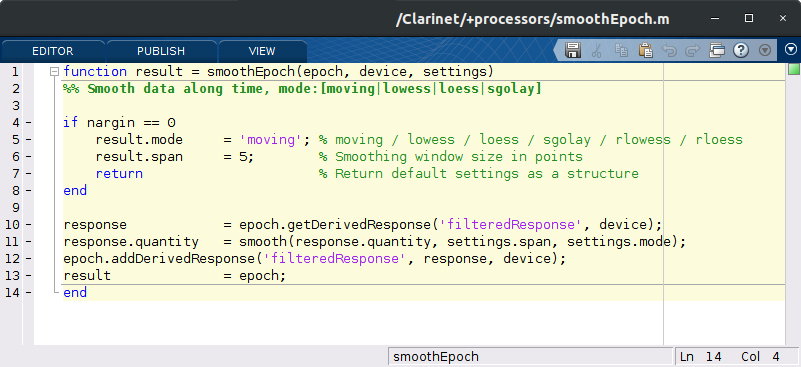 /Clarinet/+processors/smoothEpoch.m
EDITOR PUBLISH VIEW
1 function result = smoothEpoch(epoch, device, settings)
2 %% Smooth data along time, mode:[moving|lowess|loess|sgolay]
3
4 - if nargin == 0
5 - result.mode = 'moving'; % moving / lowess / loess / sgolay / rlowess / rloess
6 - result.span = 5; % Smoothing window size in points
7 - return % Return default settings as a structure
8 - end
9
10 - response = epoch.getDerivedResponse('filteredResponse', device);
11 - response.quantity = smooth(response.quantity, settings.span, settings.mode);
12 - epoch.addDerivedResponse('filteredResponse', response, device);
13 - result = epoch;
14 - end
smoothEpoch Ln 14 Col 4